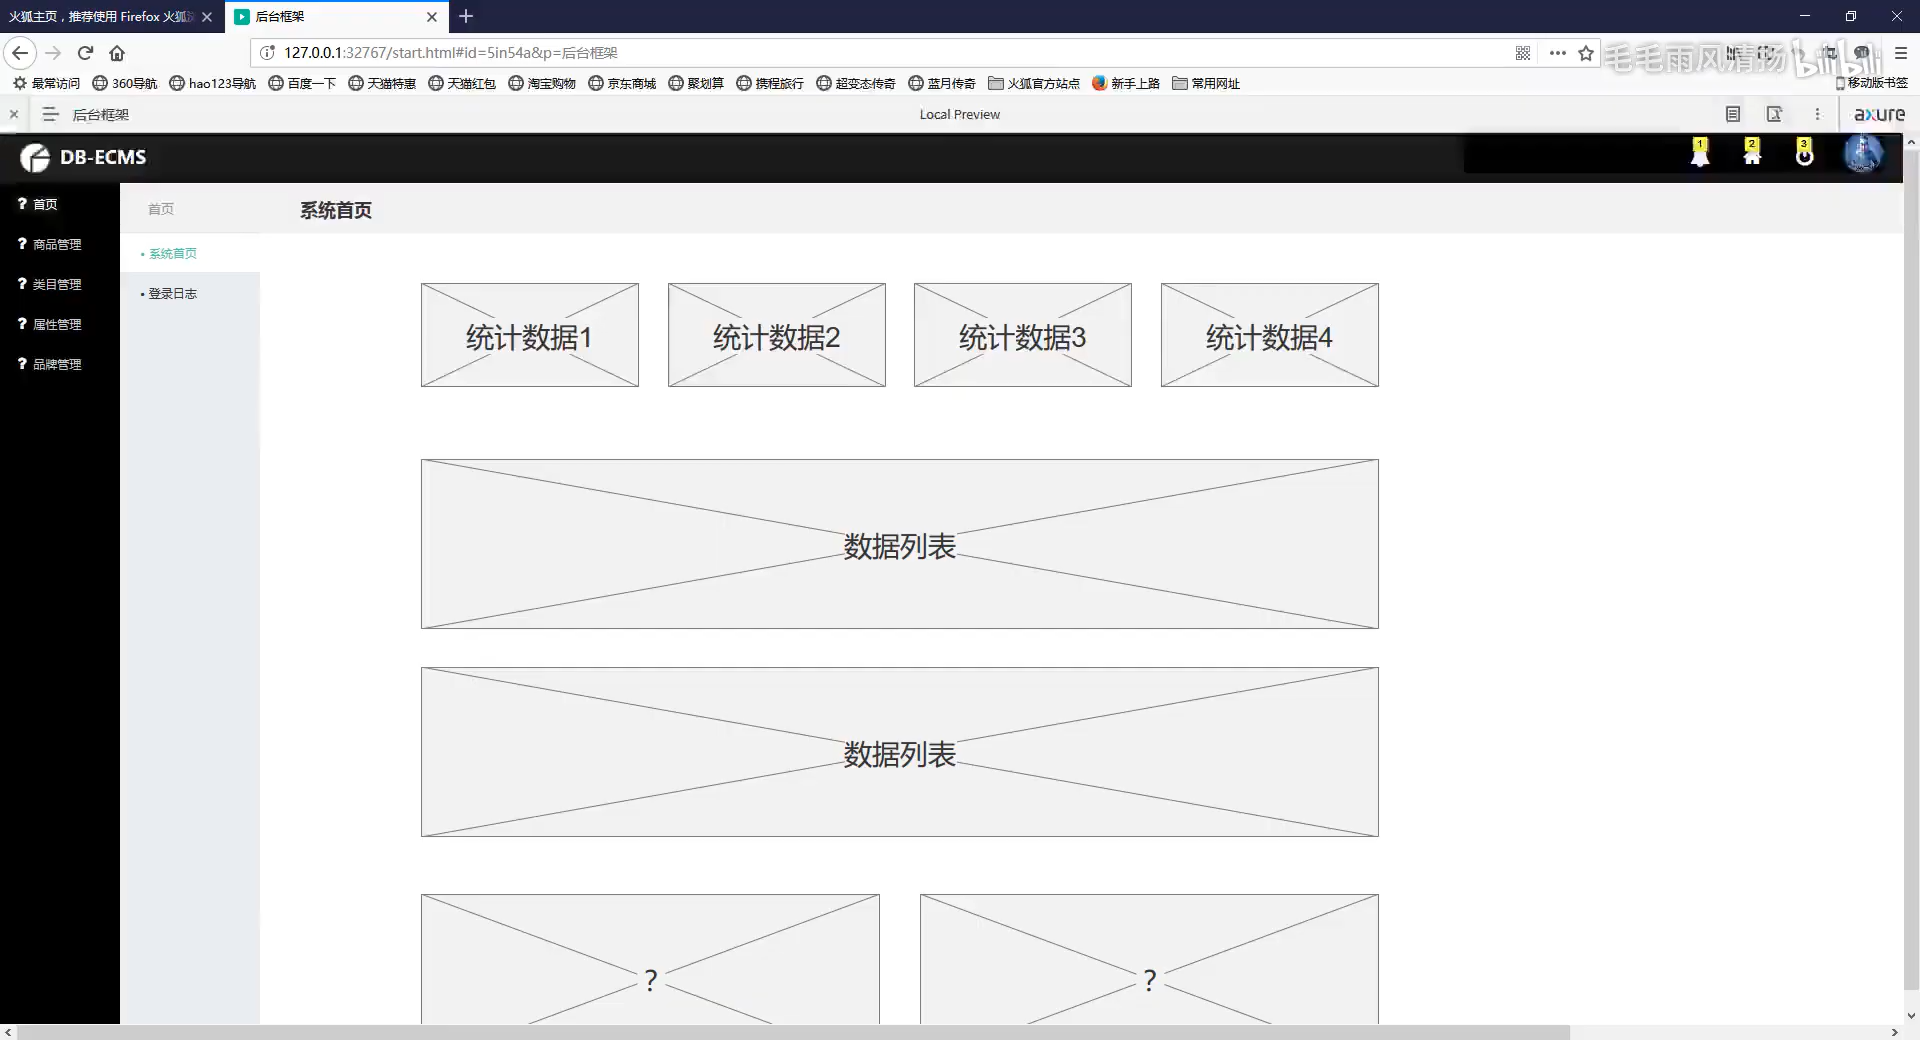 火狐主页，推荐使用 Firefox 火狐
后台框架
127.0.0.1:32767/start.html#id=5in54a&p=后台框架
毛毛雨风清扬 bilibili
最常访问 360导航 hao123导航 百度一下 天猫特惠 天猫红包 淘宝购物 京东商城 聚划算 携程旅行 超变态传奇 蓝月传奇 火狐官方站点 新手上路 常用网址 移动版书签
后台框架 Local Preview axure
DB-ECMS 1 2 3
? 首页
? 商品管理
? 类目管理
? 属性管理
? 品牌管理
首页
• 系统首页
• 登录日志
系统首页
统计数据1 统计数据2 统计数据3 统计数据4
数据列表
数据列表
? ?